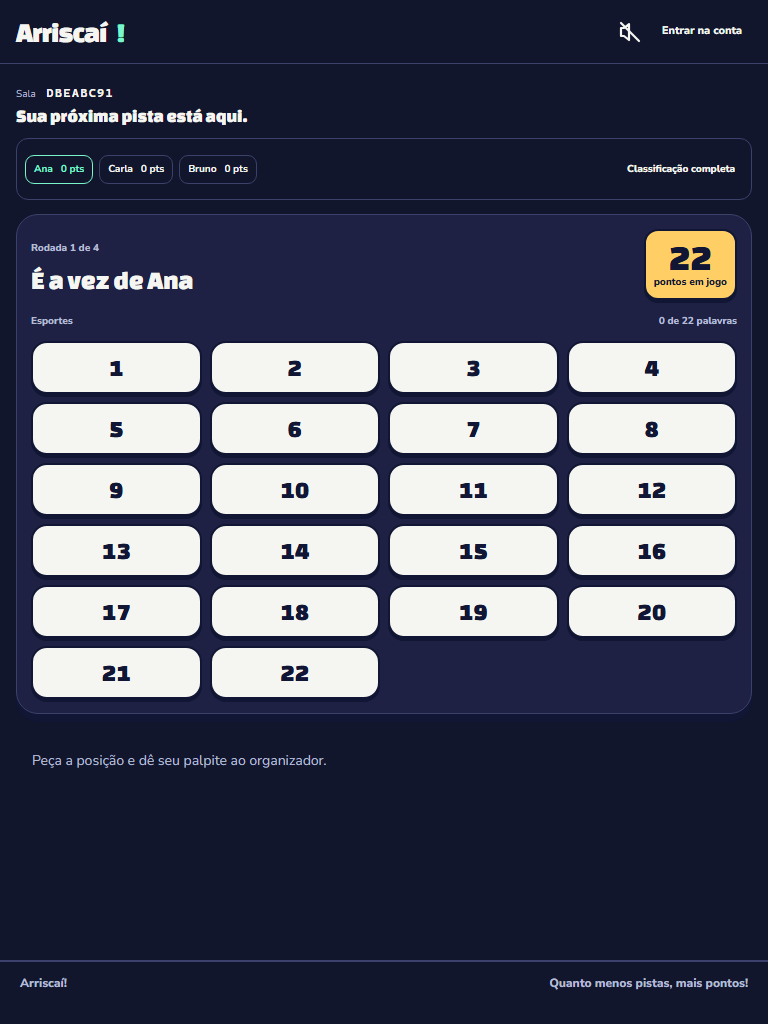 Arriscaí !
Entrar na conta
Sala DBEABC91
Sua próxima pista está aqui.
Ana 0 pts
Carla 0 pts
Bruno 0 pts
Classificação completa
Rodada 1 de 4
É a vez de Ana
22
pontos em jogo
Esportes
0 de 22 palavras
1 2 3 4
5 6 7 8
9 10 11 12
13 14 15 16
17 18 19 20
21 22
Peça a posição e dê seu palpite ao organizador.
Arriscaí!
Quanto menos pistas, mais pontos!